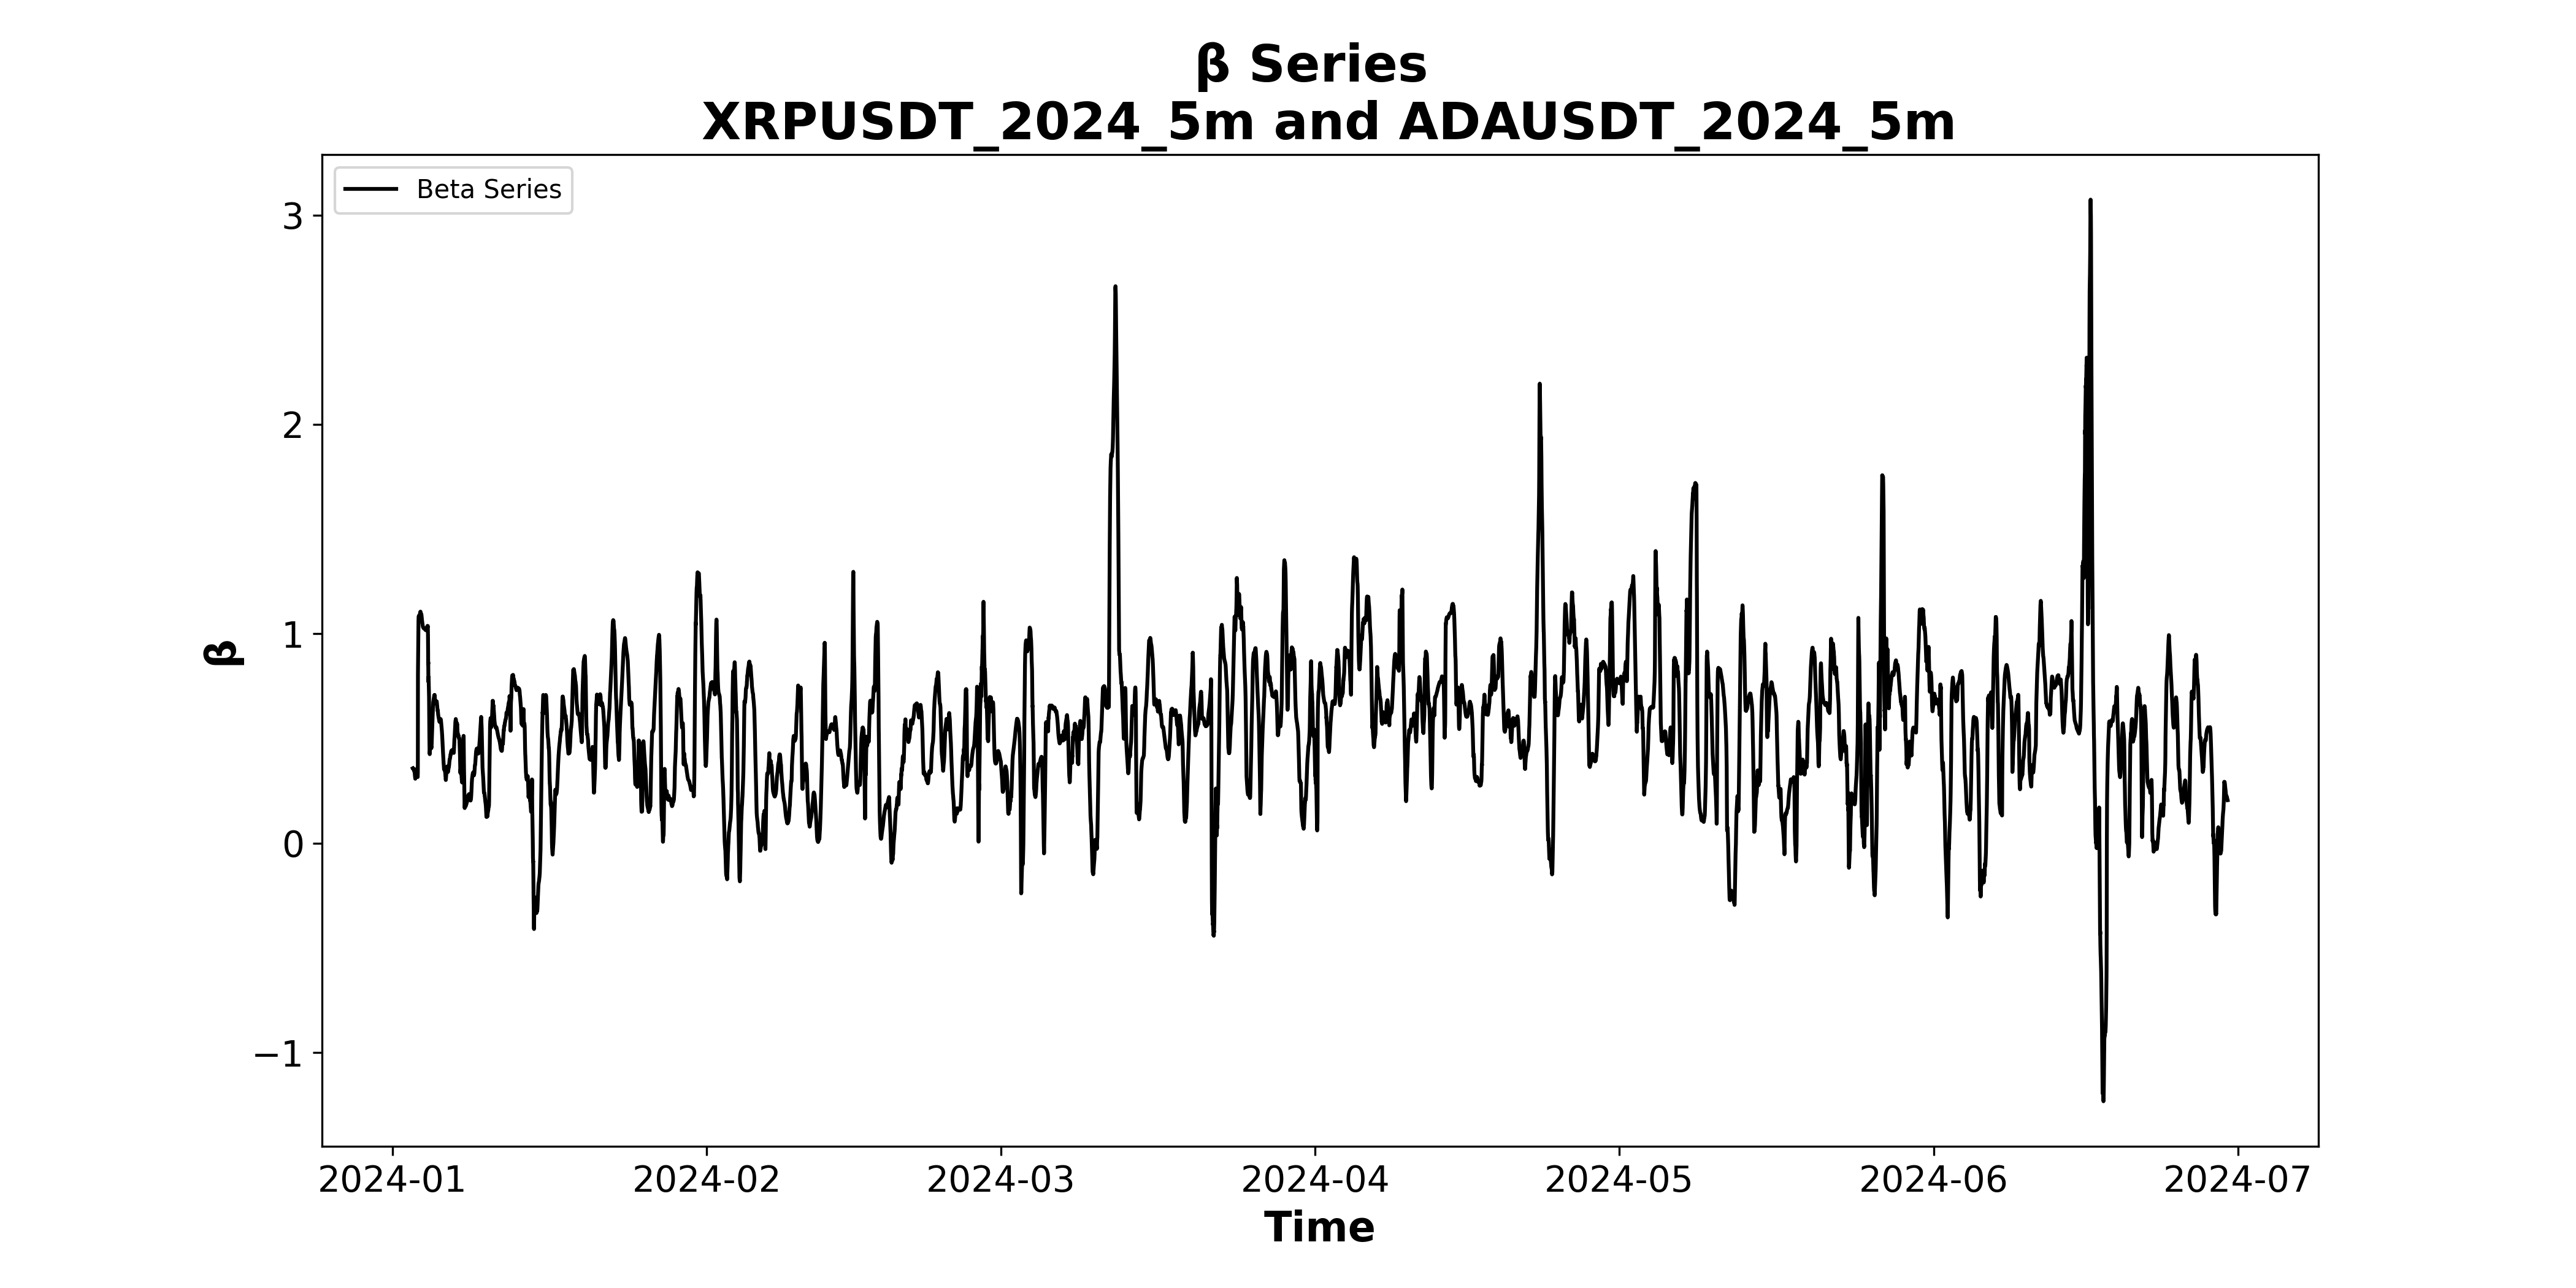 β Series
XRPUSDT_2024_5m and ADAUSDT_2024_5m
Beta Series
3
2
1
0
−1
β
2024-01 2024-02 2024-03 2024-04 2024-05 2024-06 2024-07
Time